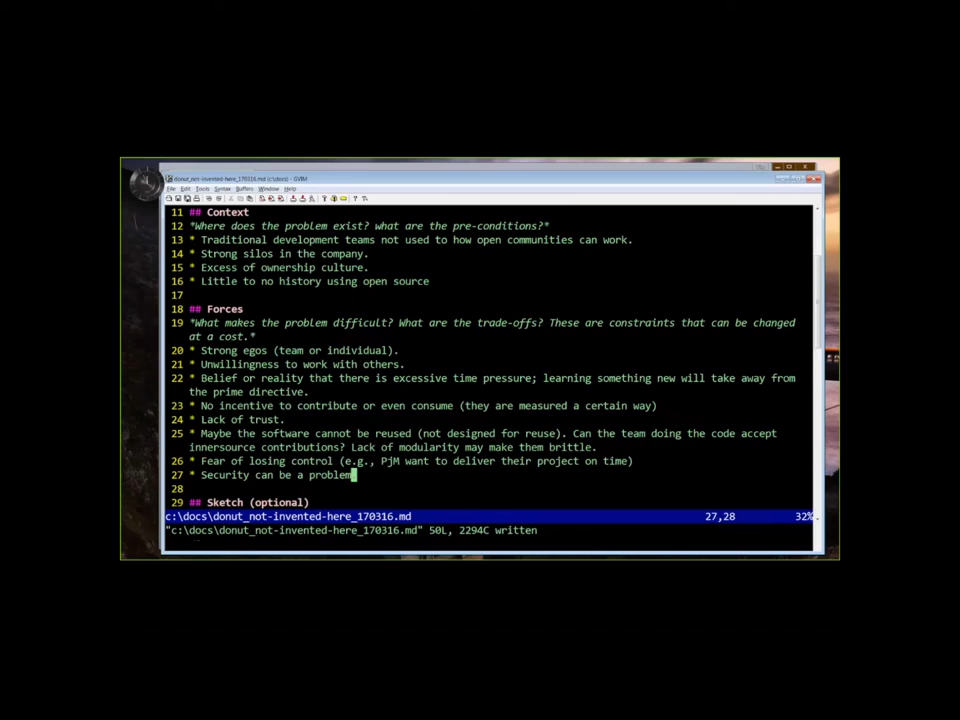 donut_not-invented-here_170316.md (c:\docs) - GVIM
File Edit Tools Syntax Buffers Window Help
11 ## Context
12 *Where does the problem exist? what are the pre-conditions?*
13 * Traditional development teams not used to how open communities can work.
14 * Strong silos in the company.
15 * Excess of ownership culture.
16 * Little to no history using open source
17
18 ## Forces
19 *What makes the problem difficult? What are the trade-offs? These are constraints that can be changed
at a cost.*
20 * Strong egos (team or individual).
21 * Unwillingness to work with others.
22 * Belief or reality that there is excessive time pressure; learning something new will take away from
the prime directive.
23 * No incentive to contribute or even consume (they are measured a certain way)
24 * Lack of trust.
25 * Maybe the software cannot be reused (not designed for reuse). Can the team doing the code accept
innersource contributions? Lack of modularity may make them brittle.
26 * Fear of losing control (e.g., PjM want to deliver their project on time)
27 * Security can be a problem
28
29 ## Sketch (optional)
c:\docs\donut_not-invented-here_170316.md 27,28 32%
"c:\docs\donut_not-invented-here_170316.md" 50L, 2294C written